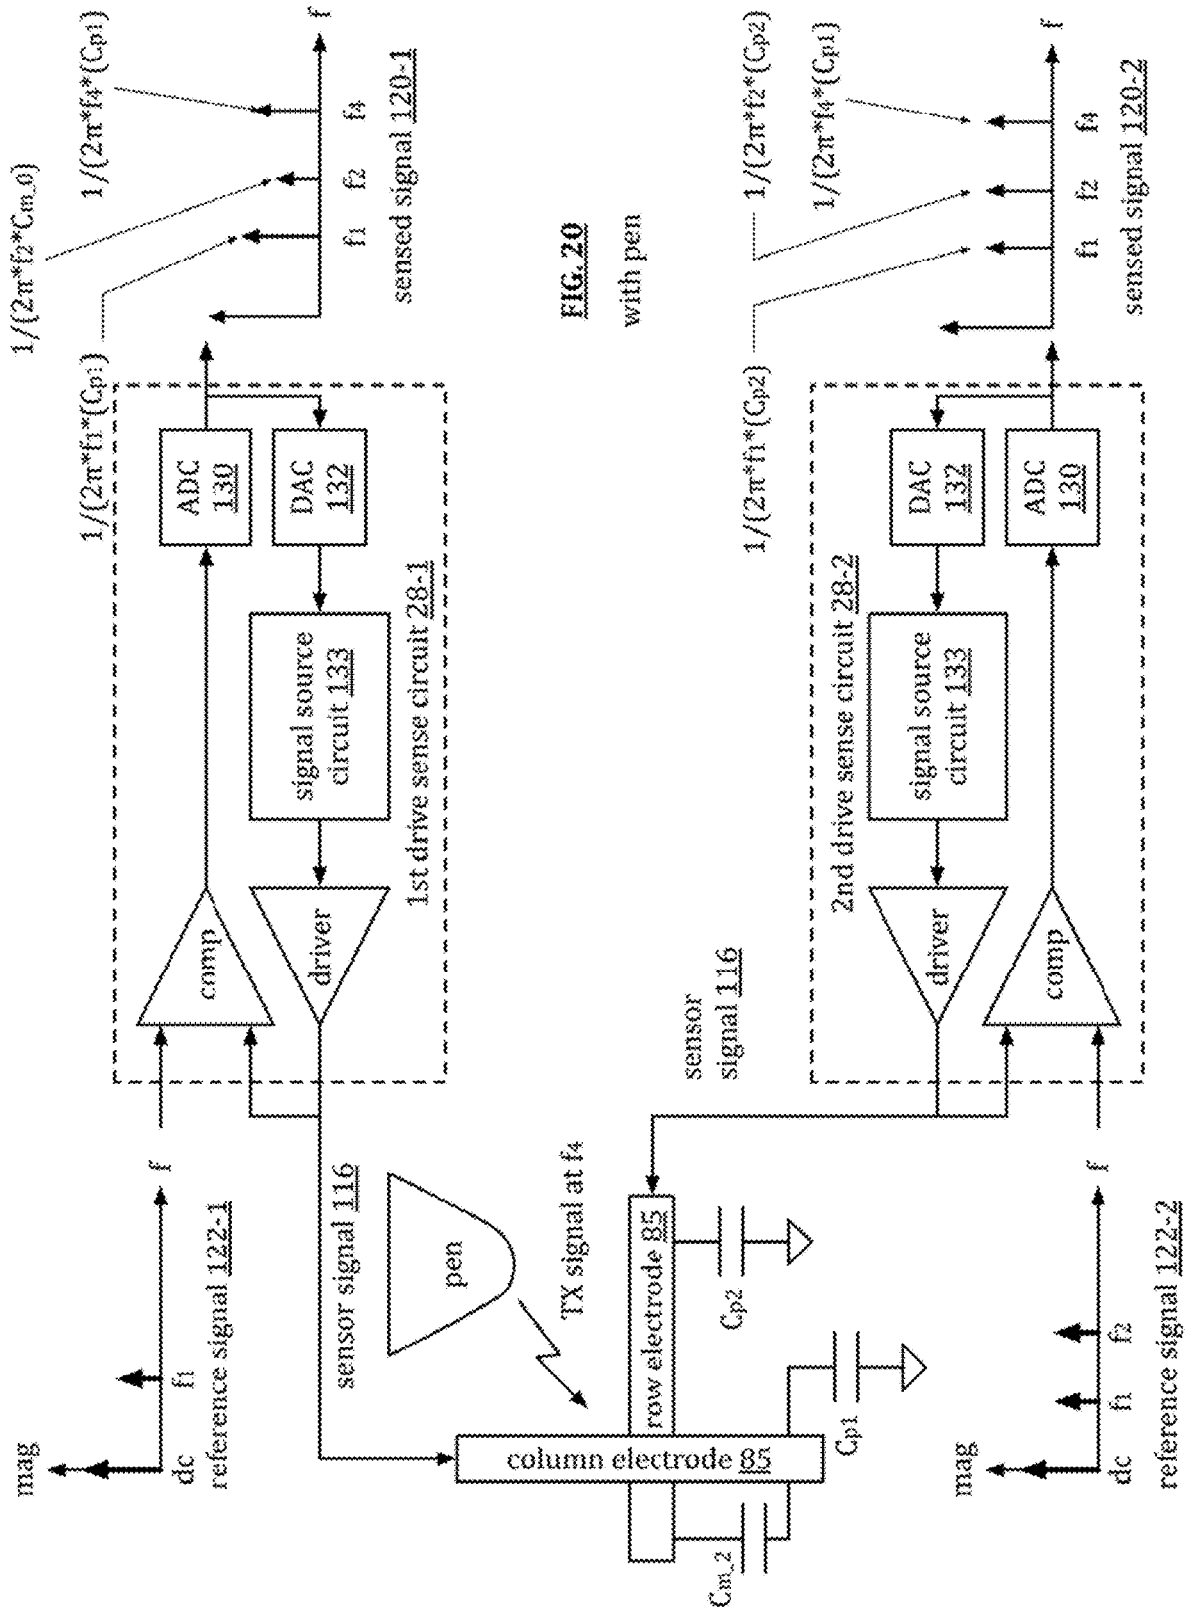 mag
dc
f1
f
reference signal 122-1
sensor signal 116
comp
ADC
130
driver
signal source
circuit 133
DAC
132
1st drive sense circuit 28-1
1/(2π*f1*(Cp1)
1/(2π*f2*Cm_0)
1/(2π*f4*(Cp1)
f1
f2
f4
f
sensed signal 120-1
FIG. 20
with pen
pen
TX signal at f4
column electrode 85
row electrode 85
Cm_2
Cp1
Cp2
sensor
signal 116
mag
dc
f1
f2
f
reference signal 122-2
2nd drive sense circuit 28-2
driver
signal source
circuit 133
DAC
132
comp
ADC
130
1/(2π*f1*(Cp2)
1/(2π*f2*(Cp2)
1/(2π*f4*(Cp1)
f1
f2
f4
f
sensed signal 120-2